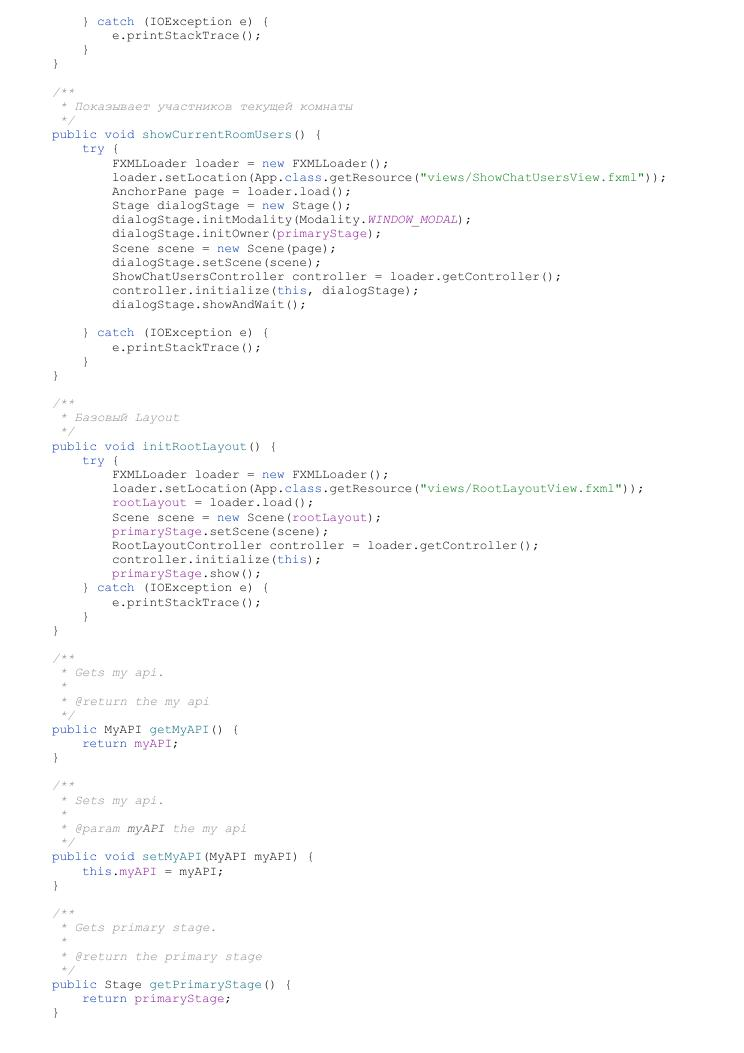 } catch (IOException e) {
        e.printStackTrace();
    }
}

/**
 * Показывает участников текущей комнаты
 */
public void showCurrentRoomUsers() {
    try {
        FXMLLoader loader = new FXMLLoader();
        loader.setLocation(App.class.getResource("views/ShowChatUsersView.fxml"));
        AnchorPane page = loader.load();
        Stage dialogStage = new Stage();
        dialogStage.initModality(Modality.WINDOW_MODAL);
        dialogStage.initOwner(primaryStage);
        Scene scene = new Scene(page);
        dialogStage.setScene(scene);
        ShowChatUsersController controller = loader.getController();
        controller.initialize(this, dialogStage);
        dialogStage.showAndWait();

    } catch (IOException e) {
        e.printStackTrace();
    }
}

/**
 * Базовый Layout
 */
public void initRootLayout() {
    try {
        FXMLLoader loader = new FXMLLoader();
        loader.setLocation(App.class.getResource("views/RootLayoutView.fxml"));
        rootLayout = loader.load();
        Scene scene = new Scene(rootLayout);
        primaryStage.setScene(scene);
        RootLayoutController controller = loader.getController();
        controller.initialize(this);
        primaryStage.show();
    } catch (IOException e) {
        e.printStackTrace();
    }
}

/**
 * Gets my api.
 *
 * @return the my api
 */
public MyAPI getMyAPI() {
    return myAPI;
}

/**
 * Sets my api.
 *
 * @param myAPI the my api
 */
public void setMyAPI(MyAPI myAPI) {
    this.myAPI = myAPI;
}

/**
 * Gets primary stage.
 *
 * @return the primary stage
 */
public Stage getPrimaryStage() {
    return primaryStage;
}